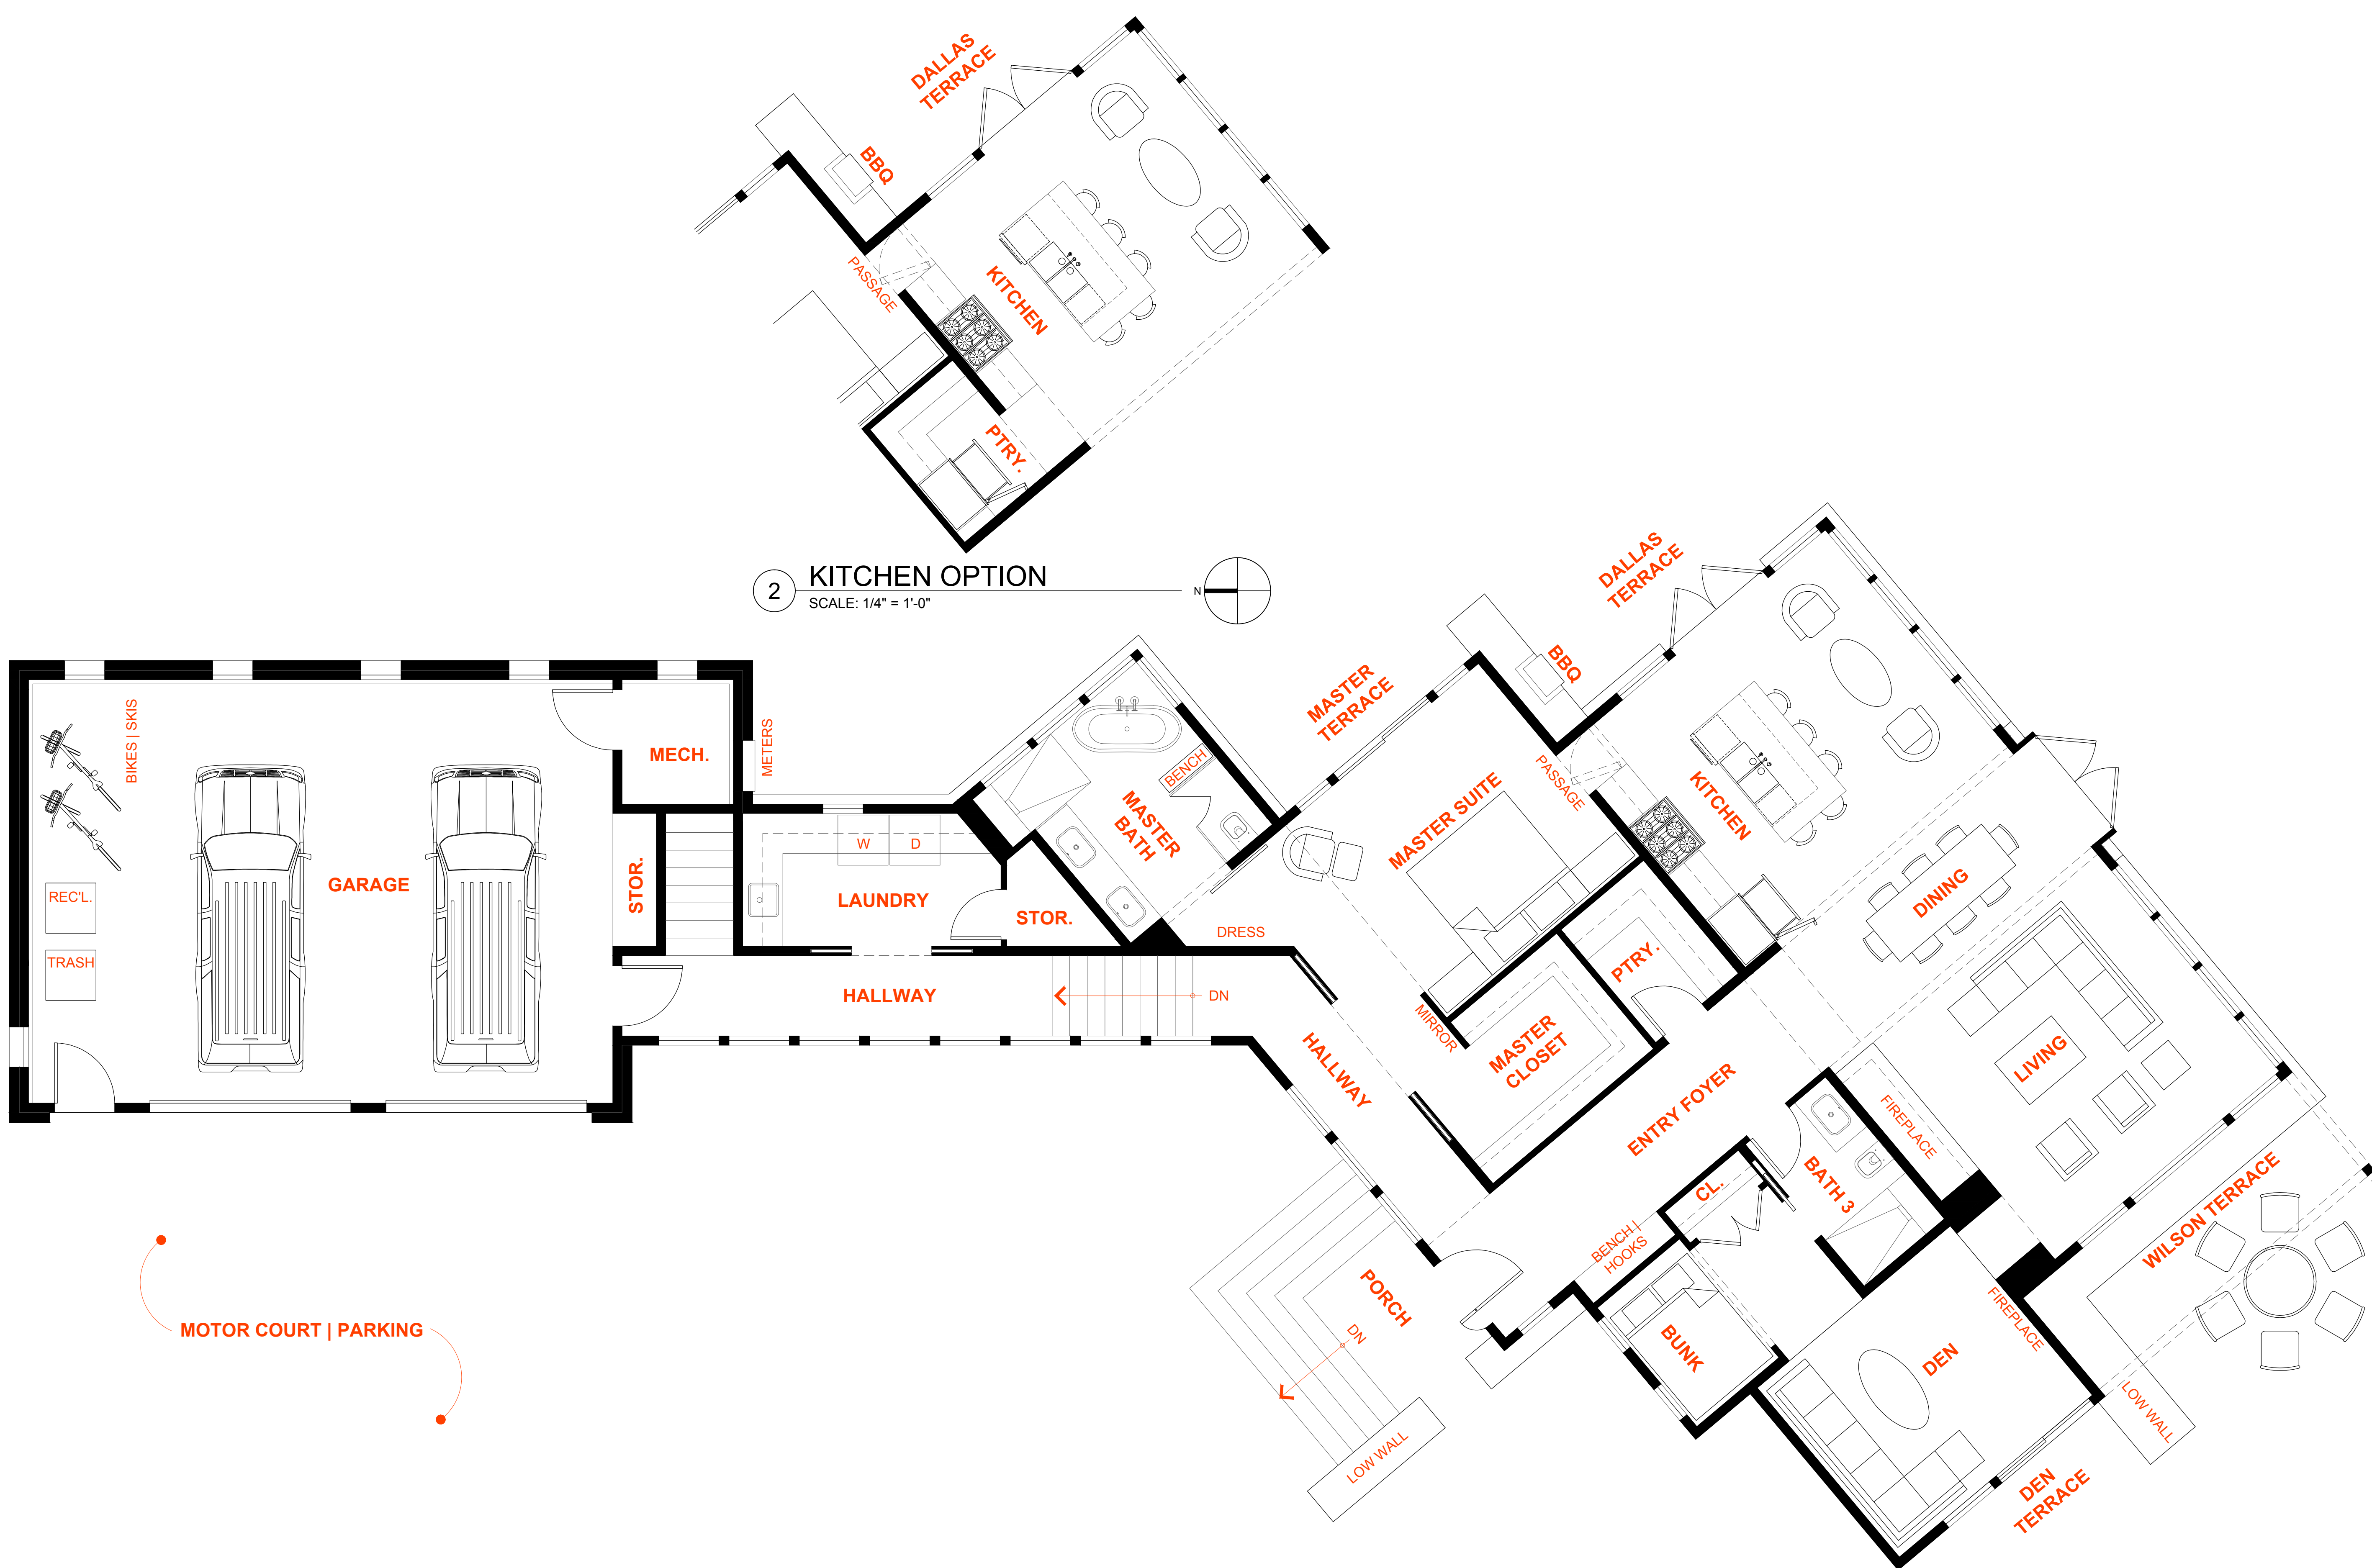 DALLAS
TERRACE
BBQ
PASSAGE
KITCHEN
PTRY.
2
KITCHEN OPTION
SCALE: 1/4" = 1'-0"
N
DALLAS
TERRACE
MASTER
TERRACE
BBQ
PASSAGE
KITCHEN
MASTER SUITE
BIKES | SKIS
MECH.
METERS
BENCH
MASTER
BATH
W
D
GARAGE
STOR.
REC'L.
LAUNDRY
STOR.
DRESS
TRASH
HALLWAY
DN
DINING
PTRY.
MIRROR
MASTER
CLOSET
HALLWAY
LIVING
ENTRY FOYER
FIREPLACE
BATH 3
CL.
BENCH |
HOOKS
WILSON TERRACE
PORCH
DN
FIREPLACE
BUNK
DEN
MOTOR COURT | PARKING
LOW WALL
LOW WALL
DEN
TERRACE